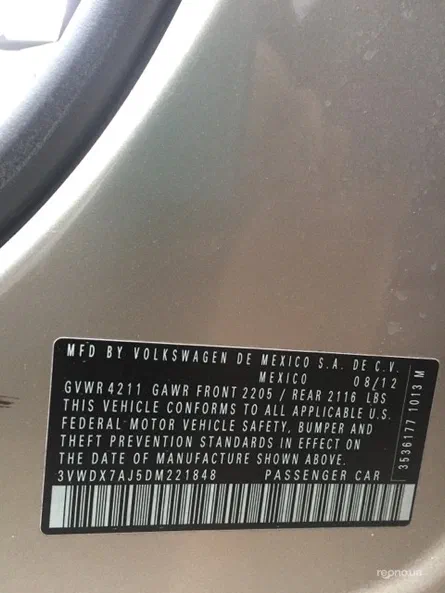 MFD BY VOLKSWAGEN DE MEXICO S.A. DE C.V.
MEXICO 08/12
GVWR 4211 GAWR FRONT 2205 / REAR 2116 LBS
THIS VEHICLE CONFORMS TO ALL APPLICABLE U.S.
FEDERAL MOTOR VEHICLE SAFETY, BUMPER AND
THEFT PREVENTION STANDARDS IN EFFECT ON
THE DATE OF MANUFACTURE SHOWN ABOVE.
3VWDX7AJ5DM221848 PASSENGER CAR
3536177 1013 M
repno.ua